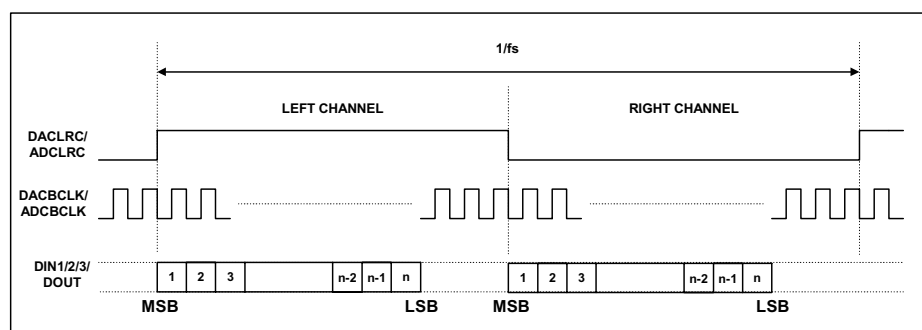 1/fs
LEFT CHANNEL
RIGHT CHANNEL
DACLRC/
ADCLRC
DACBCLK/
ADCBCLK
DIN1/2/3/
DOUT
1 2 3 n-2 n-1 n 1 2 3 n-2 n-1 n
MSB LSB MSB LSB